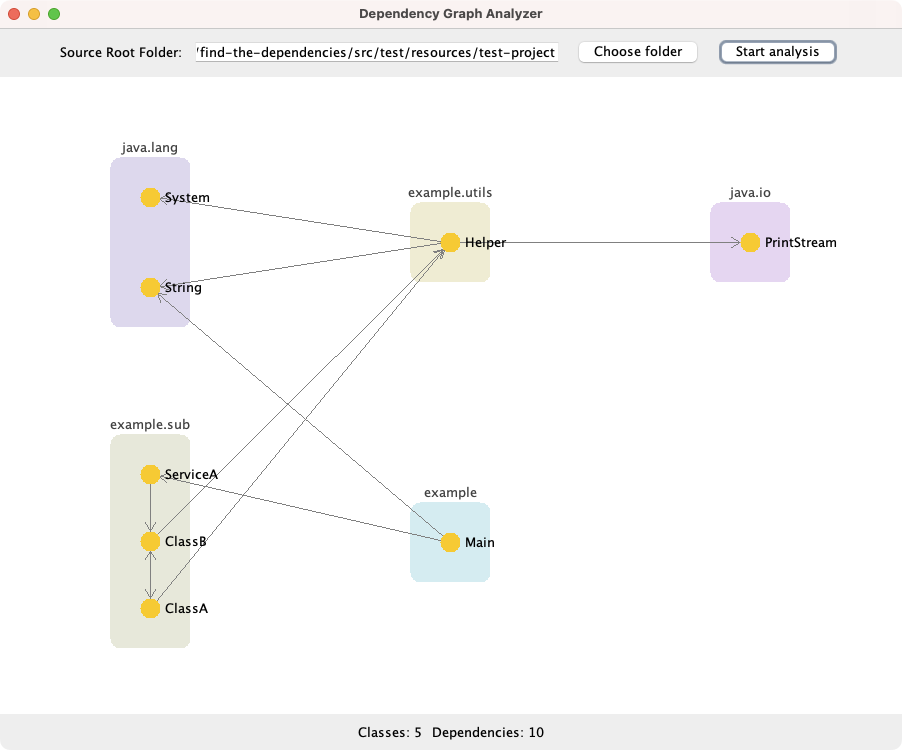 Dependency Graph Analyzer
Source Root Folder: /find-the-dependencies/src/test/resources/test-project Choose folder Start analysis
java.lang
System
String
example.utils
Helper
java.io
PrintStream
example.sub
ServiceA
ClassB
ClassA
example
Main
Classes: 5 Dependencies: 10